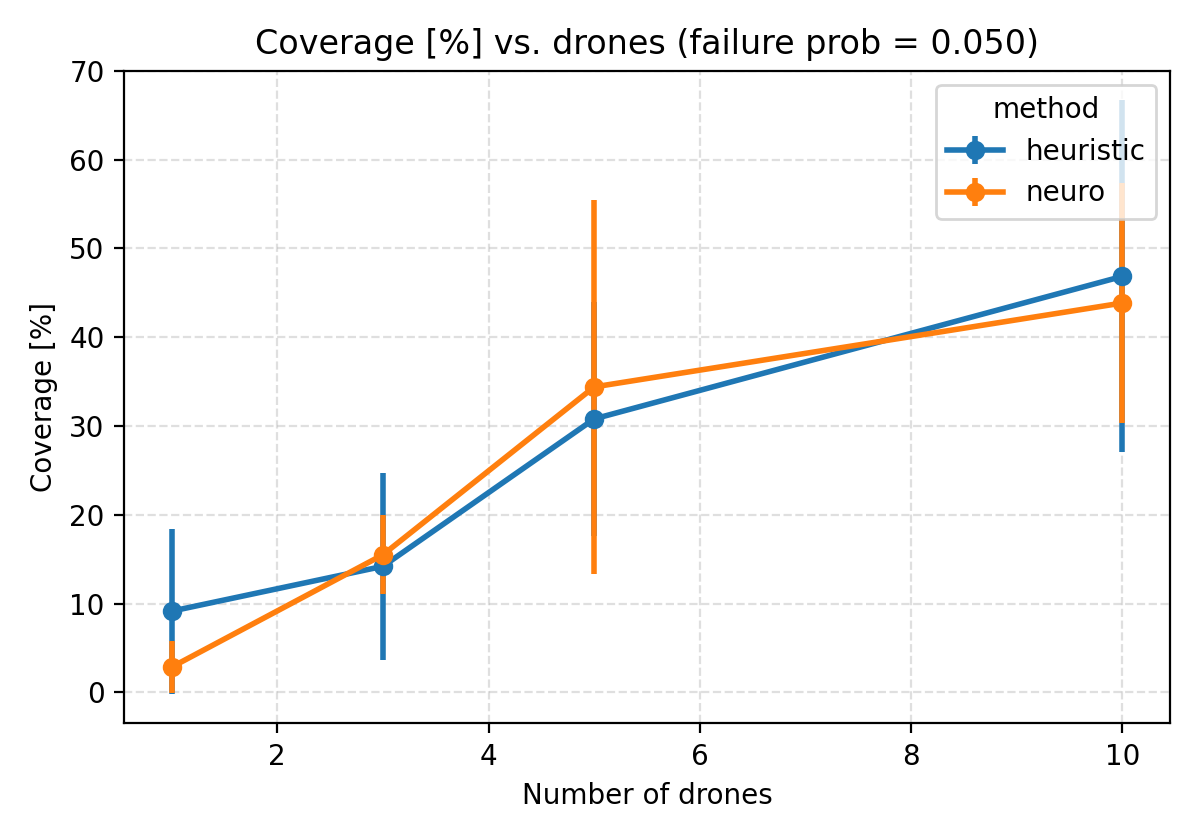 Coverage [%] vs. drones (failure prob = 0.050)
Coverage [%]
70
60
50
40
30
20
10
0
method
heuristic
neuro
2
4
6
8
10
Number of drones